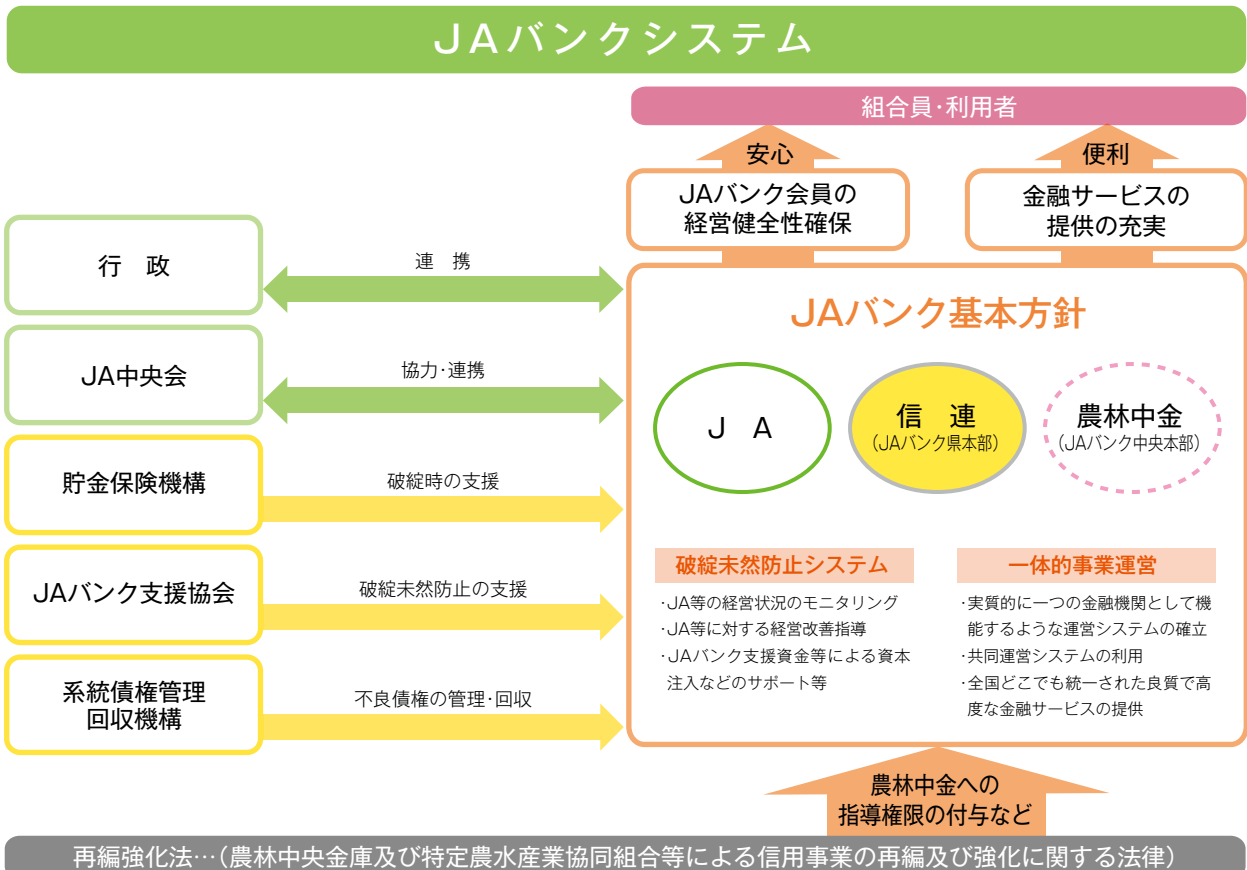 JAバンクシステム
組合員・利用者
安心
便利
JAバンク会員の
経営健全性確保
金融サービスの
提供の充実
行　政
連　携
JA中央会
協力・連携
貯金保険機構
破綻時の支援
JAバンク支援協会
破綻未然防止の支援
系統債権管理
回収機構
不良債権の管理・回収
JAバンク基本方針
J　A
信　連
（JAバンク県本部）
農林中金
（JAバンク中央本部）
破綻未然防止システム
・JA等の経営状況のモニタリング
・JA等に対する経営改善指導
・JAバンク支援資金等による資本
注入などのサポート等
一体的事業運営
・実質的に一つの金融機関として機
能するような運営システムの確立
・共同運営システムの利用
・全国どこでも統一された良質で高
度な金融サービスの提供
農林中金への
指導権限の付与など
再編強化法…（農林中央金庫及び特定農水産業協同組合等による信用事業の再編及び強化に関する法律）